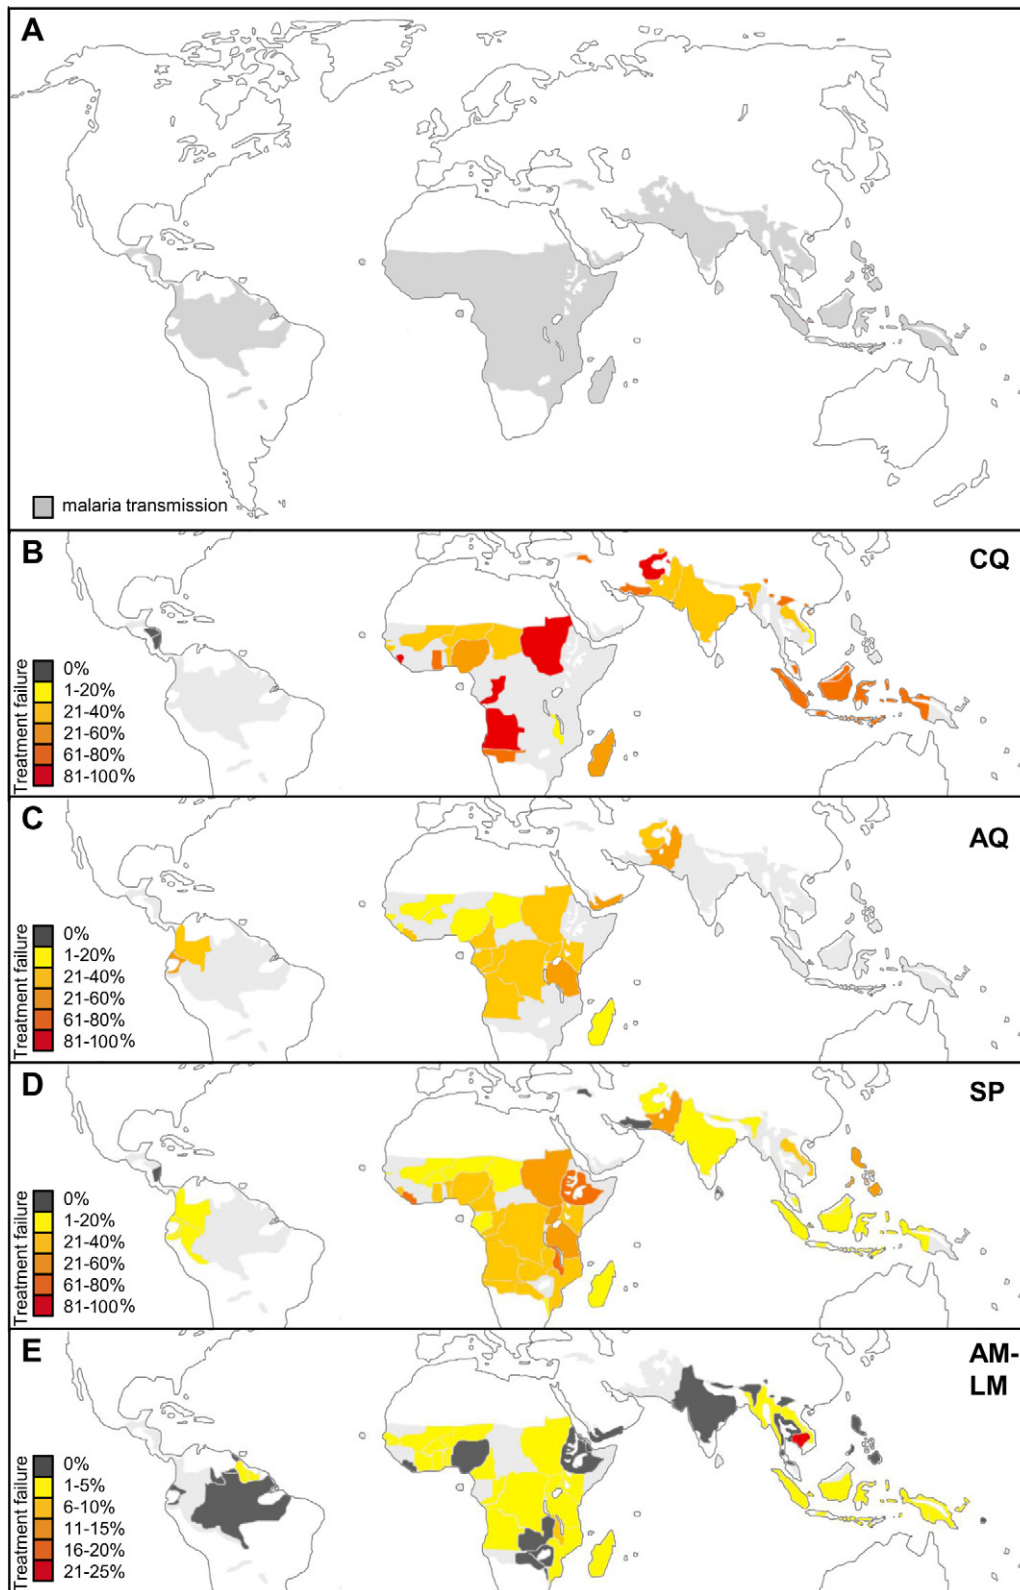 A
malaria transmission
B
CQ
Treatment failure
0%
1-20%
21-40%
21-60%
61-80%
81-100%
C
AQ
Treatment failure
0%
1-20%
21-40%
21-60%
61-80%
81-100%
D
SP
Treatment failure
0%
1-20%
21-40%
21-60%
61-80%
81-100%
E
AM-
LM
Treatment failure
0%
1-5%
6-10%
11-15%
16-20%
21-25%